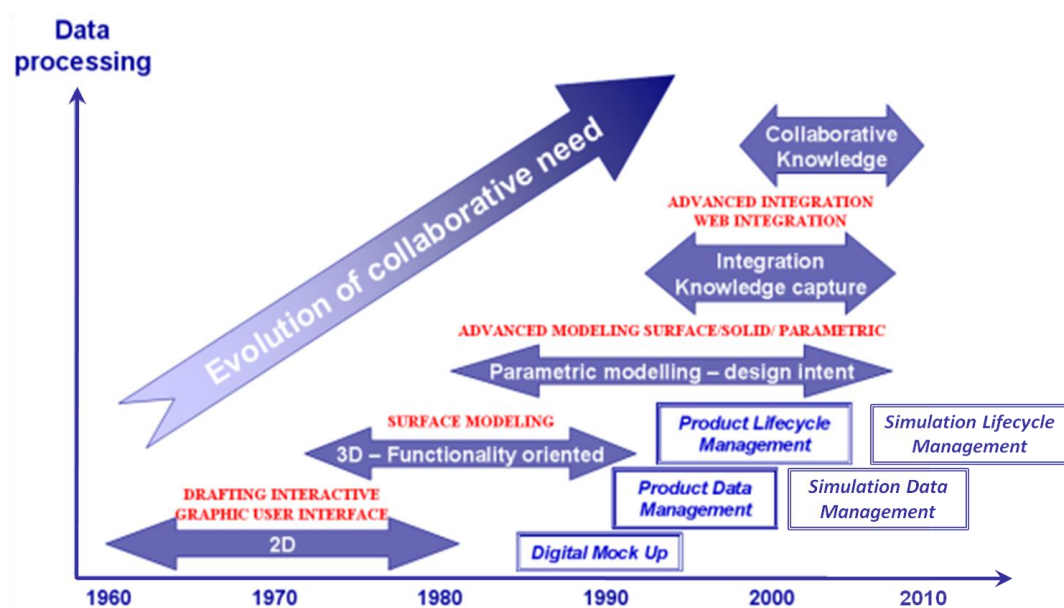 Data
processing
Evolution of collaborative need
Collaborative
Knowledge
ADVANCED INTEGRATION
WEB INTEGRATION
Integration
Knowledge capture
ADVANCED MODELING SURFACE/SOLID/ PARAMETRIC
Parametric modelling – design intent
SURFACE MODELING
3D – Functionality oriented
Product Lifecycle
Management
Simulation Lifecycle
Management
DRAFTING INTERACTIVE
GRAPHIC USER INTERFACE
2D
Product Data
Management
Simulation Data
Management
Digital Mock Up
1960 1970 1980 1990 2000 2010